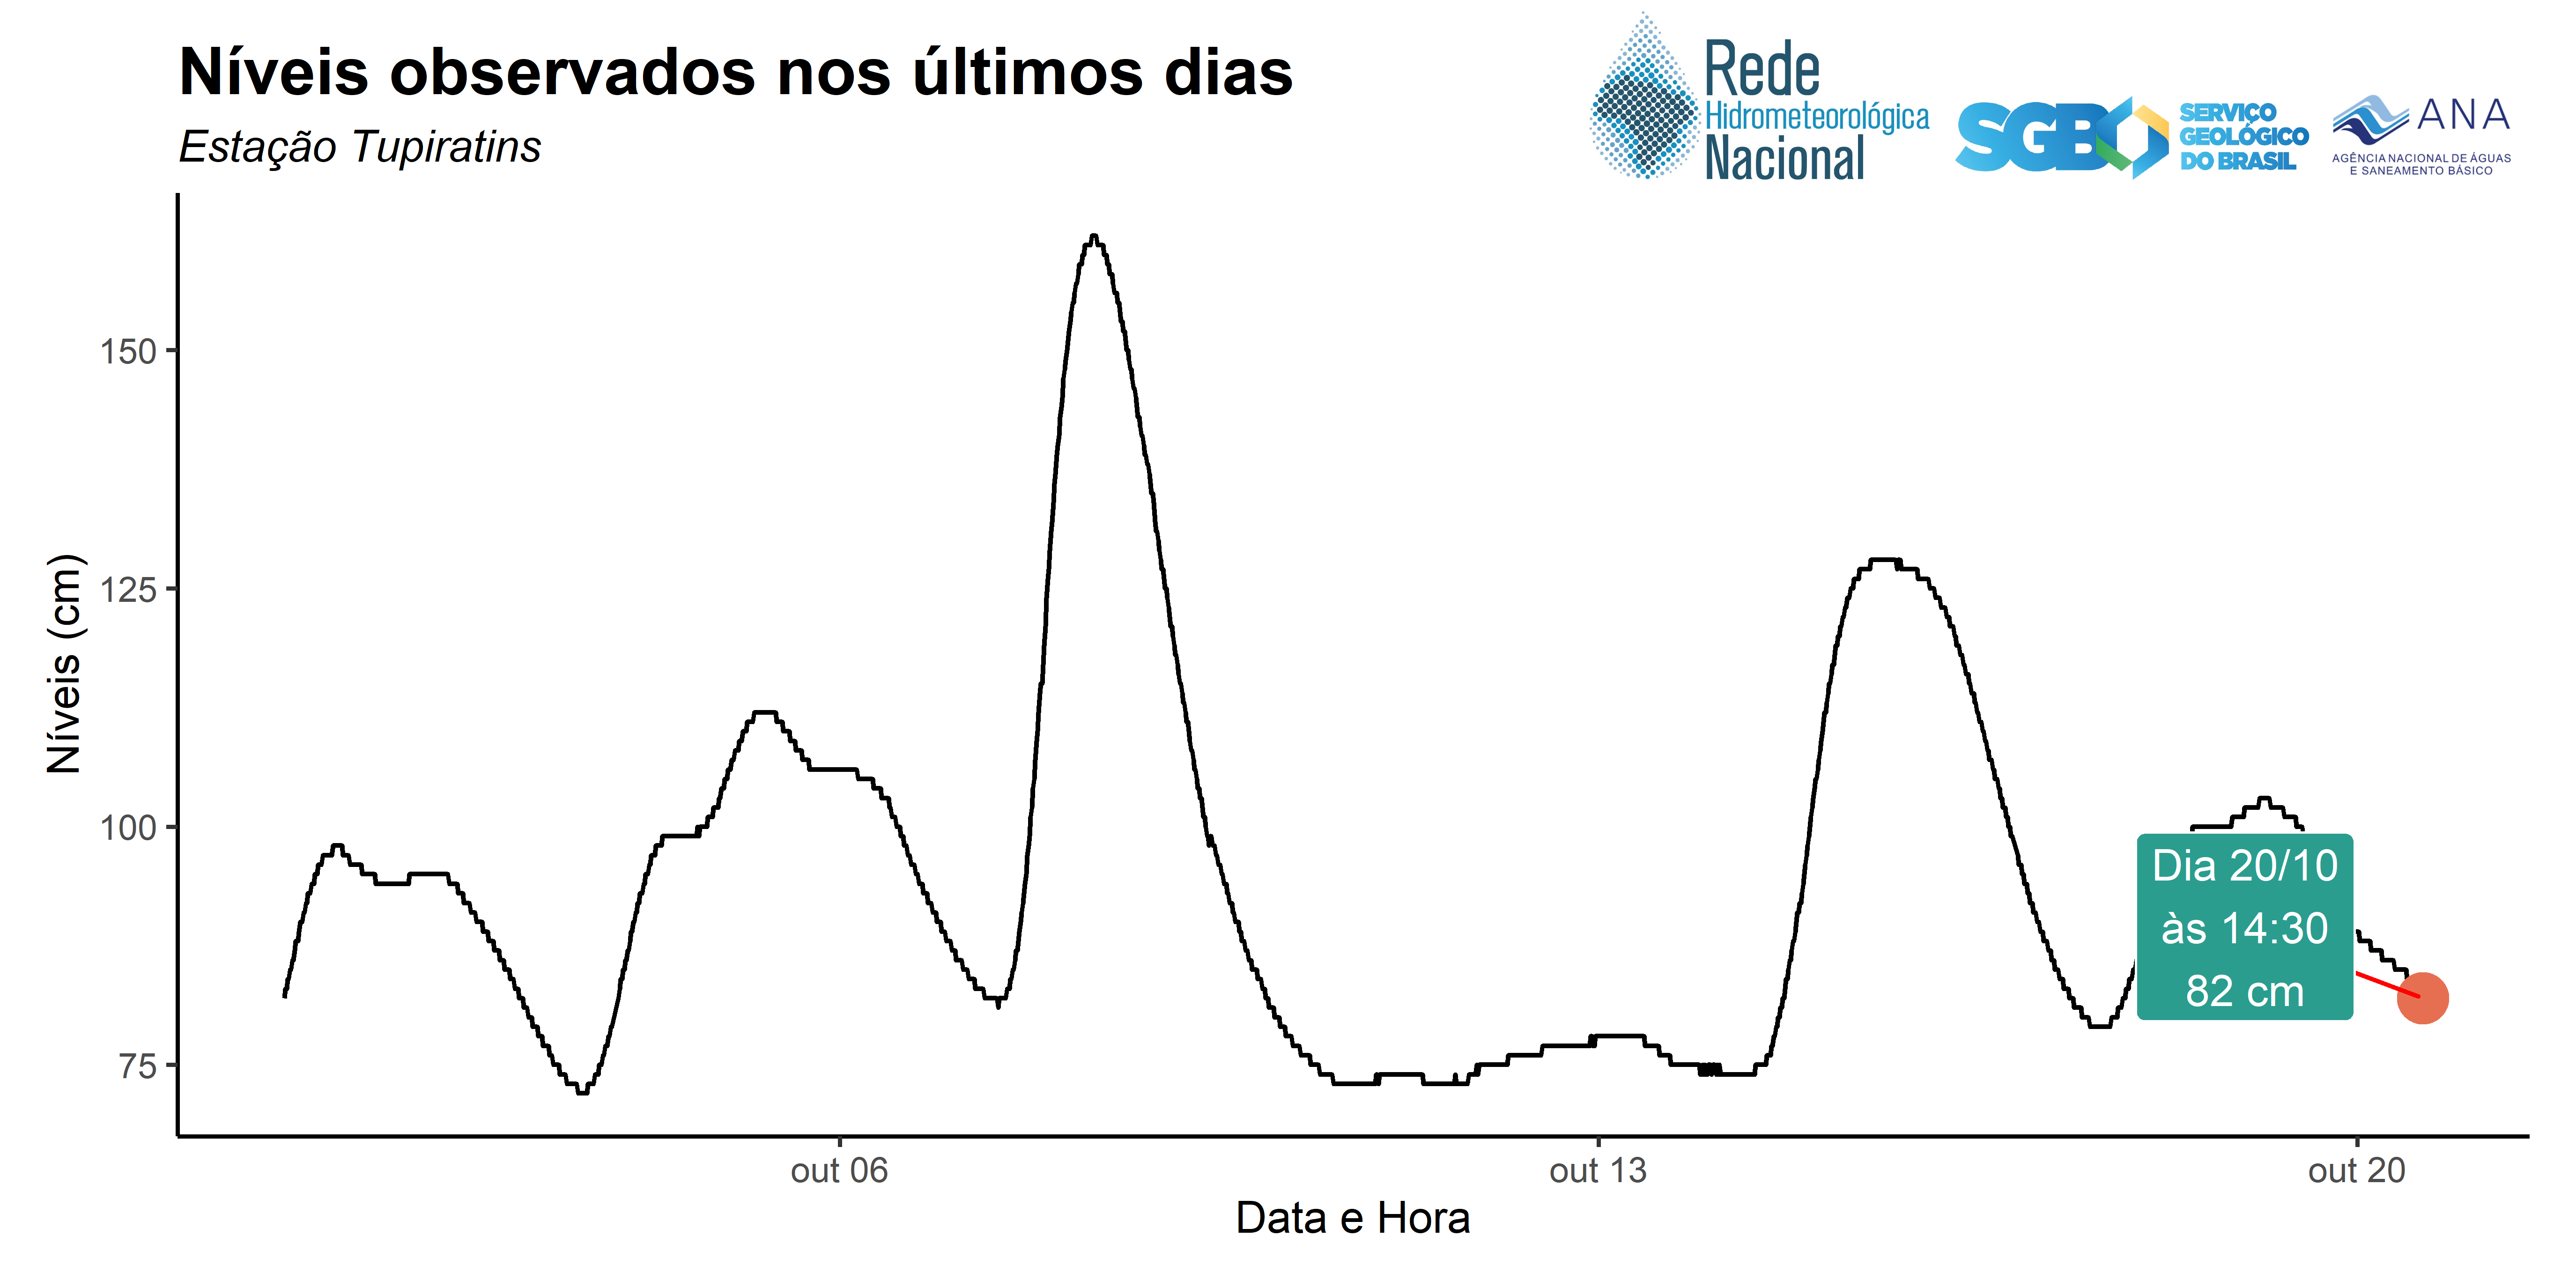 Níveis observados nos últimos dias
Estação Tupiratins
Rede
Hidrometeorológica
Nacional
SGB
SERVIÇO
GEOLÓGICO
DO BRASIL
ANA
AGÊNCIA NACIONAL DE ÁGUAS
E SANEAMENTO BÁSICO
Níveis (cm)
150
125
100
75
Dia 20/10
às 14:30
82 cm
out 06
out 13
out 20
Data e Hora